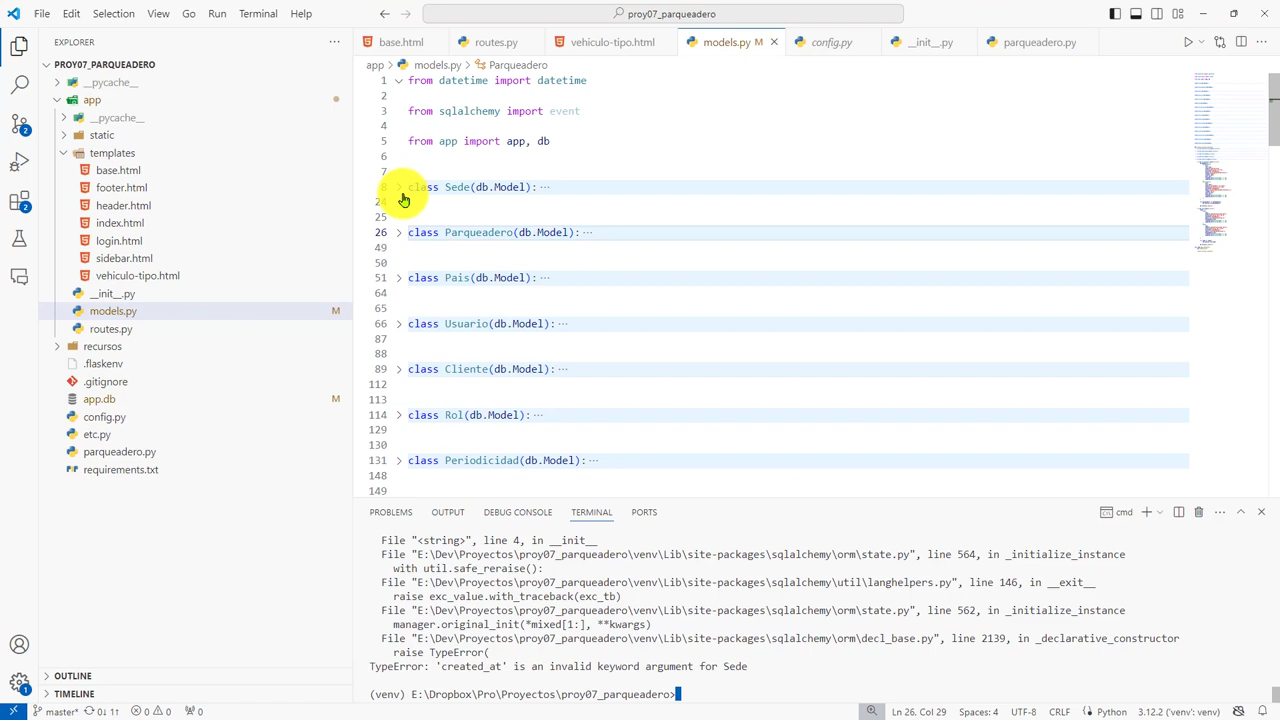 File Edit Selection View Go Run Terminal Help
proy07_parqueadero
EXPLORER
PROY07_PARQUEADERO
__pycache__
app
__pycache__
static
templates
base.html
footer.html
header.html
index.html
login.html
sidebar.html
vehiculo-tipo.html
__init__.py
models.py M
routes.py
recursos
.flaskenv
.gitignore
app.db M
config.py
etc.py
parqueadero.py
requirements.txt
OUTLINE
TIMELINE
base.html routes.py vehiculo-tipo.html models.py M config.py __init__.py parqueadero.py
app > models.py > Parqueadero
1 from datetime import datetime
import event
from app import db
6
Sede(db.Model): ···
25
26 class Parqueadero(db.Model): ···
49
50
51 class Pais(db.Model): ···
64
65
66 class Usuario(db.Model): ···
87
88
89 class Cliente(db.Model): ···
112
113
114 class Rol(db.Model): ···
129
130
131 class Periodicidad(db.Model): ···
148
149
PROBLEMS OUTPUT DEBUG CONSOLE TERMINAL PORTS
cmd
File "<string>", line 4, in __init__
File "E:\Dev\Proyectos\proy07_parqueadero\venv\Lib\site-packages\sqlalchemy\orm\state.py", line 564, in _initialize_instance
with util.safe_reraise():
File "E:\Dev\Proyectos\proy07_parqueadero\venv\Lib\site-packages\sqlalchemy\util\langhelpers.py", line 146, in __exit__
raise exc_value.with_traceback(exc_tb)
File "E:\Dev\Proyectos\proy07_parqueadero\venv\Lib\site-packages\sqlalchemy\orm\state.py", line 562, in _initialize_instance
manager.original_init(*mixed[1:], **kwargs)
File "E:\Dev\Proyectos\proy07_parqueadero\venv\Lib\site-packages\sqlalchemy\orm\decl_base.py", line 2139, in _declarative_constructor
raise TypeError(
TypeError: 'created_at' is an invalid keyword argument for Sede
(venv) E:\Dropbox\Pro\Proyectos\proy07_parqueadero>
master* 0↓ 1↑ 0 0 0 Ln 26, Col 29 Spaces: 4 UTF-8 CRLF Python 3.12.2 ('venv': venv)